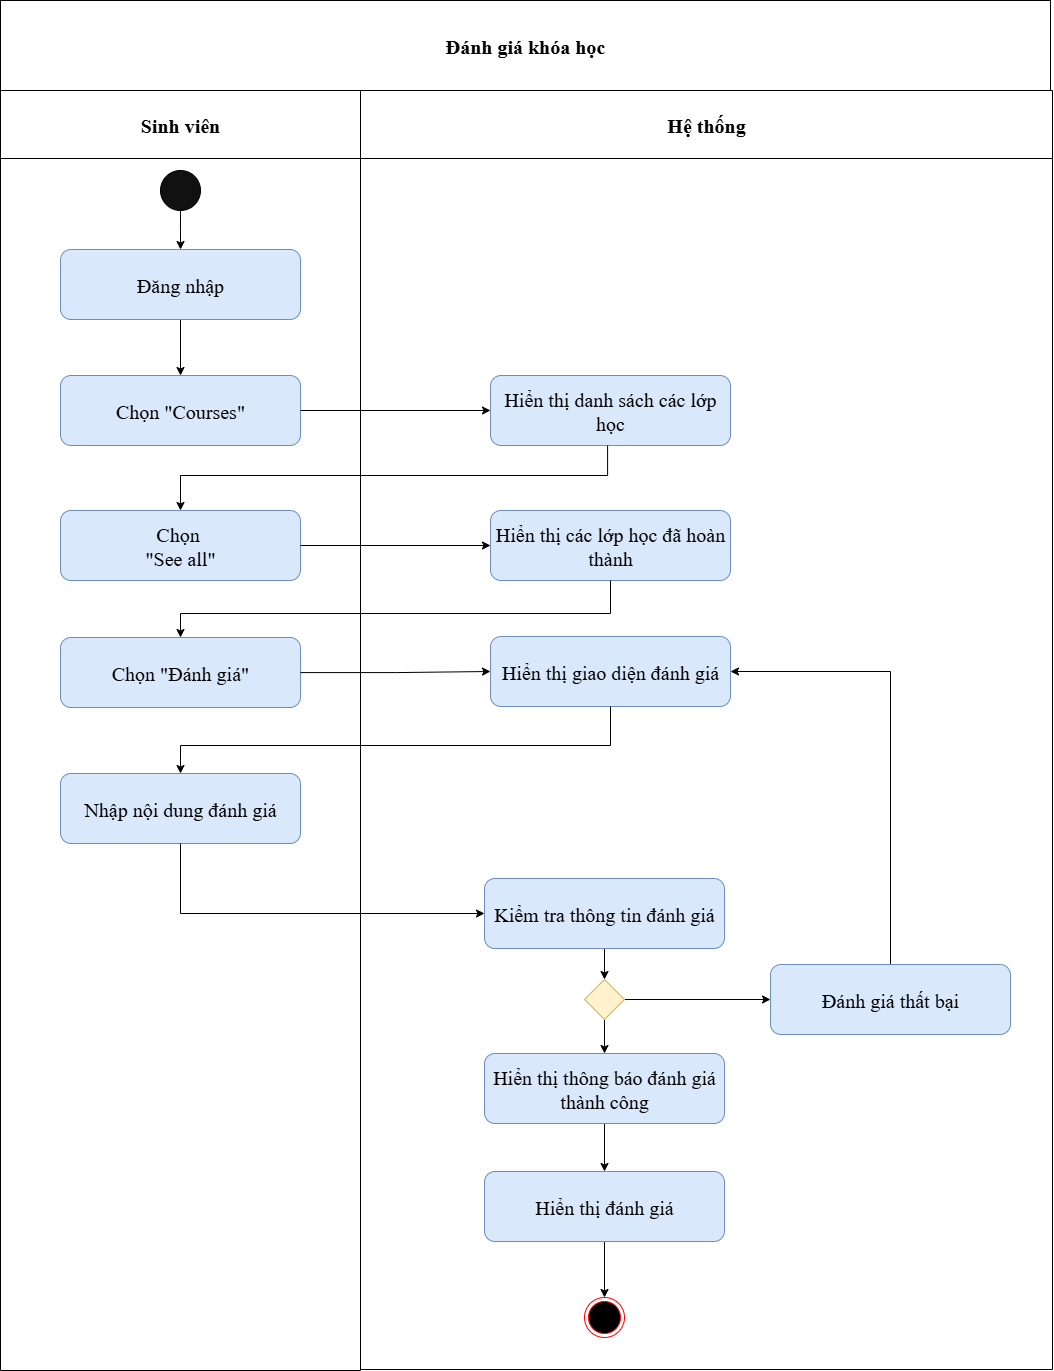 Đánh giá khóa học
Sinh viên
Hệ thống
Đăng nhập
Chọn "Courses"
Hiển thị danh sách các lớp
học
Chọn
"See all"
Hiển thị các lớp học đã hoàn
thành
Chọn "Đánh giá"
Hiển thị giao diện đánh giá
Nhập nội dung đánh giá
Kiểm tra thông tin đánh giá
Đánh giá thất bại
Hiển thị thông báo đánh giá
thành công
Hiển thị đánh giá